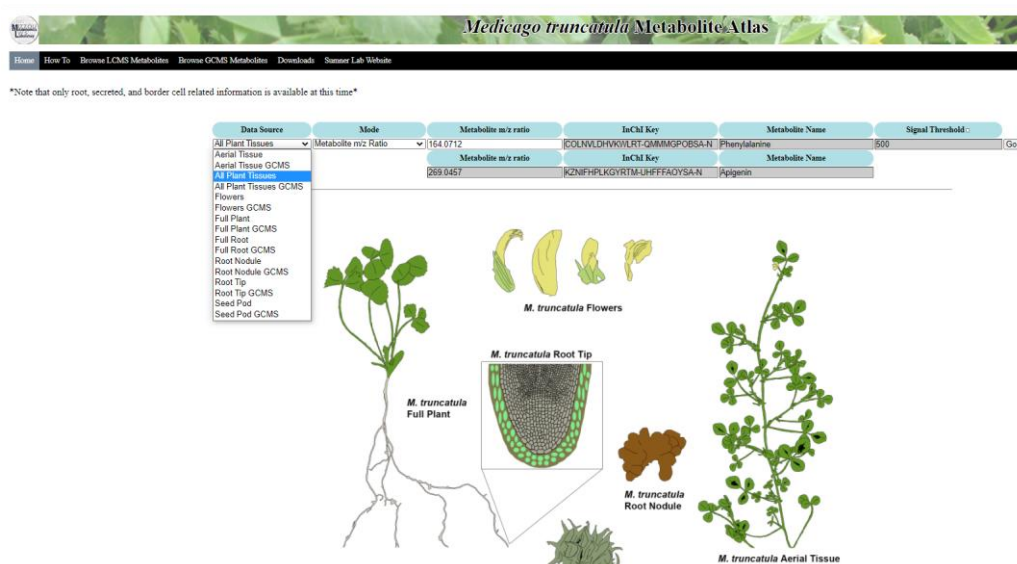 Medicago truncatula Metabolite Atlas
Home How To Browse LCMS Metabolites Browse GCMS Metabolites Downloads Sumner Lab Website
*Note that only root, secreted, and border cell related information is available at this time*
Data Source Mode Metabolite m/z ratio InChI Key Metabolite Name Signal Threshold
All Plant Tissues Metabolite m/z Ratio 164.0712 COLNVLDHVKWLRT-QMMMGPOBSA-N Phenylalanine 500 Go
Metabolite m/z ratio InChI Key Metabolite Name
269.0457 KZNIFHPLKGYRTM-UHFFFAOYSA-N Apigenin
Aerial Tissue
Aerial Tissue GCMS
All Plant Tissues
All Plant Tissues GCMS
Flowers
Flowers GCMS
Full Plant
Full Plant GCMS
Full Root
Full Root GCMS
Root Nodule
Root Nodule GCMS
Root Tip
Root Tip GCMS
Seed Pod
Seed Pod GCMS
M. truncatula Flowers
M. truncatula Root Tip
M. truncatula
Full Plant
M. truncatula
Root Nodule
M. truncatula Aerial Tissue